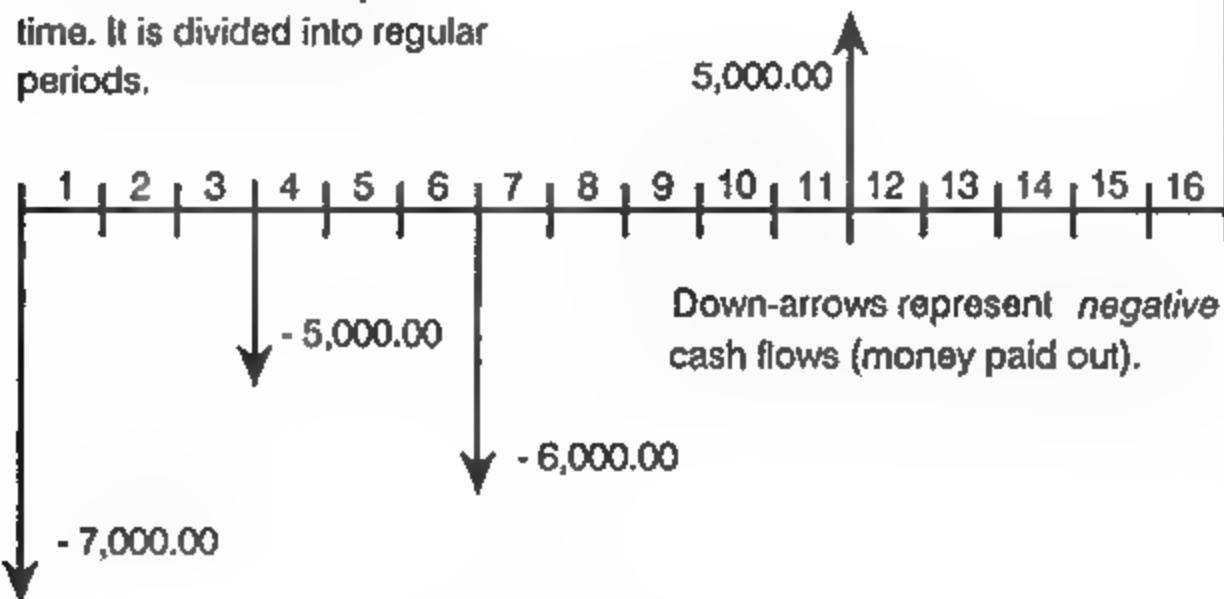 time. It is divided into regular
periods.
5,000.00
1 2 3 4 5 6 7 8 9 10 11 12 13 14 15 16
Down-arrows represent negative
cash flows (money paid out).
- 5,000.00
- 6,000.00
- 7,000.00